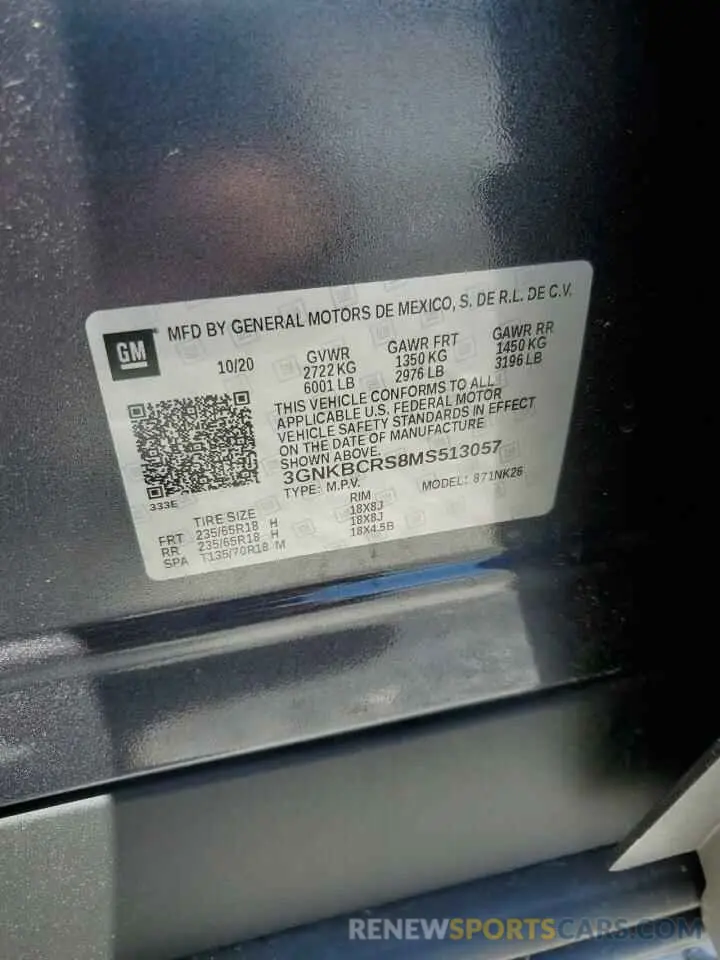 GM
MFD BY GENERAL MOTORS DE MEXICO, S. DE R.L. DE C.V.
10/20 GVWR GAWR FRT GAWR RR
2722 KG 1350 KG 1450 KG
6001 LB 2976 LB 3196 LB
THIS VEHICLE CONFORMS TO ALL
APPLICABLE U.S. FEDERAL MOTOR
VEHICLE SAFETY STANDARDS IN EFFECT
ON THE DATE OF MANUFACTURE
SHOWN ABOVE.
3GNKBCRS8MS513057
333E
TYPE: M.P.V. MODEL: 871NK26
TIRE SIZE RIM
FRT 235/65R18 H 18X8J
RR 235/65R18 H 18X8J
SPA T135/70R18 M 18X4.5B
RENEWSPORTSCARS.COM